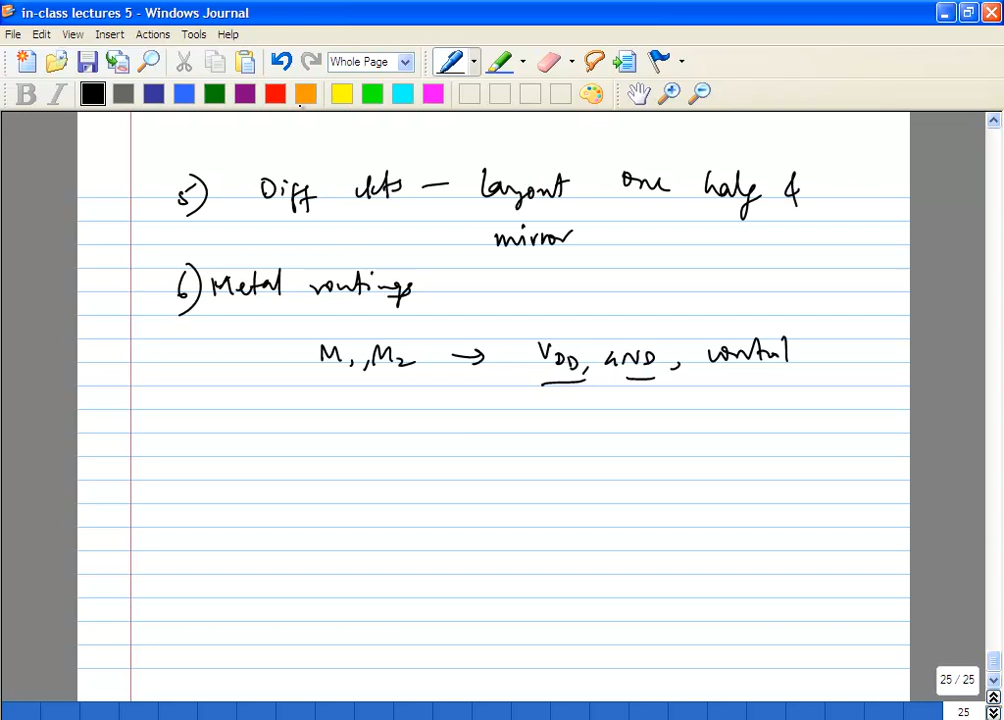 in-class lectures 5 - Windows Journal
File Edit View Insert Actions Tools Help
Whole Page
B I
5) Diff ckts — layout one half &
mirror
6) Metal routings
M1, M2 → VDD, GND, control
25 / 25
25